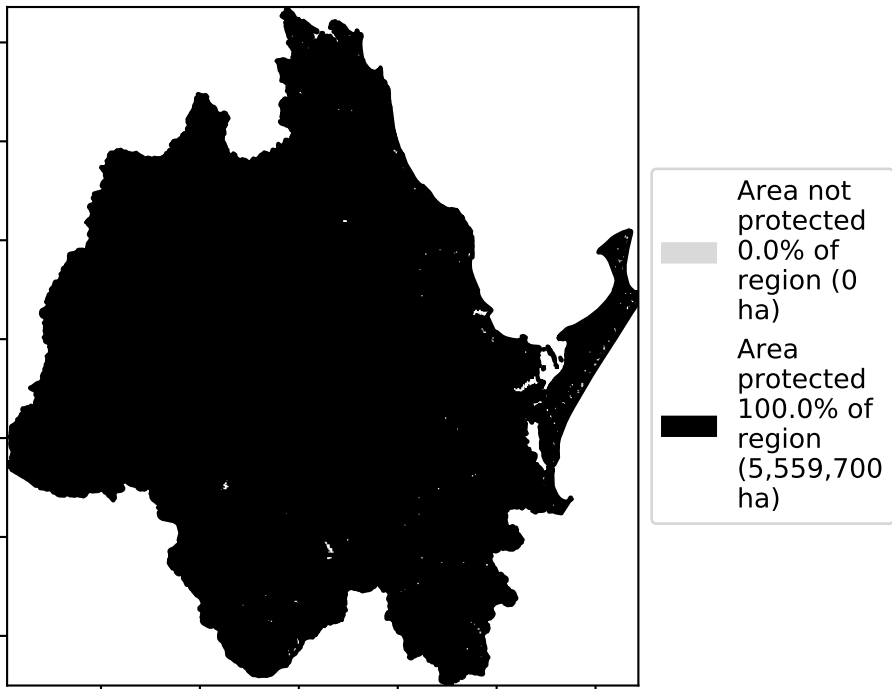 Area not
protected
0.0% of
region (0
ha)
Area
protected
100.0% of
region
(5,559,700
ha)